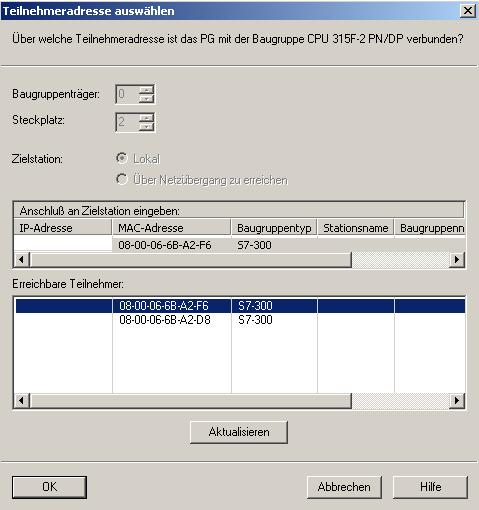 Teilnehmeradresse auswählen
Über welche Teilnehmeradresse ist das PG mit der Baugruppe CPU 315F-2 PN/DP verbunden?
Baugruppenträger: 0
Steckplatz: 2
Zielstation: Lokal
Über Netzübergang zu erreichen
Anschluß an Zielstation eingeben:
IP-Adresse MAC-Adresse Baugruppentyp Stationsname Baugruppenn
08-00-06-6B-A2-F6 S7-300
Erreichbare Teilnehmer:
08-00-06-6B-A2-F6 S7-300
08-00-06-6B-A2-D8 S7-300
Aktualisieren
OK Abbrechen Hilfe